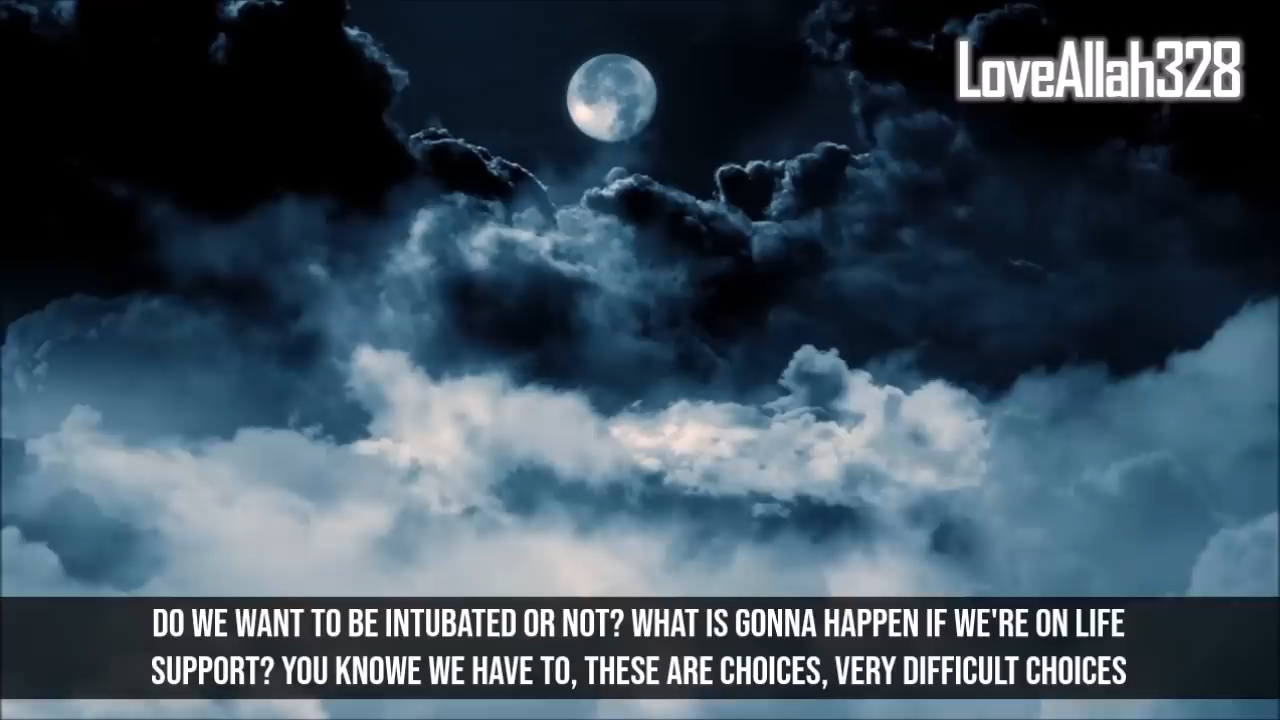 LoveAllah328
DO WE WANT TO BE INTUBATED OR NOT? WHAT IS GONNA HAPPEN IF WE'RE ON LIFE
SUPPORT? YOU KNOWE WE HAVE TO, THESE ARE CHOICES, VERY DIFFICULT CHOICES